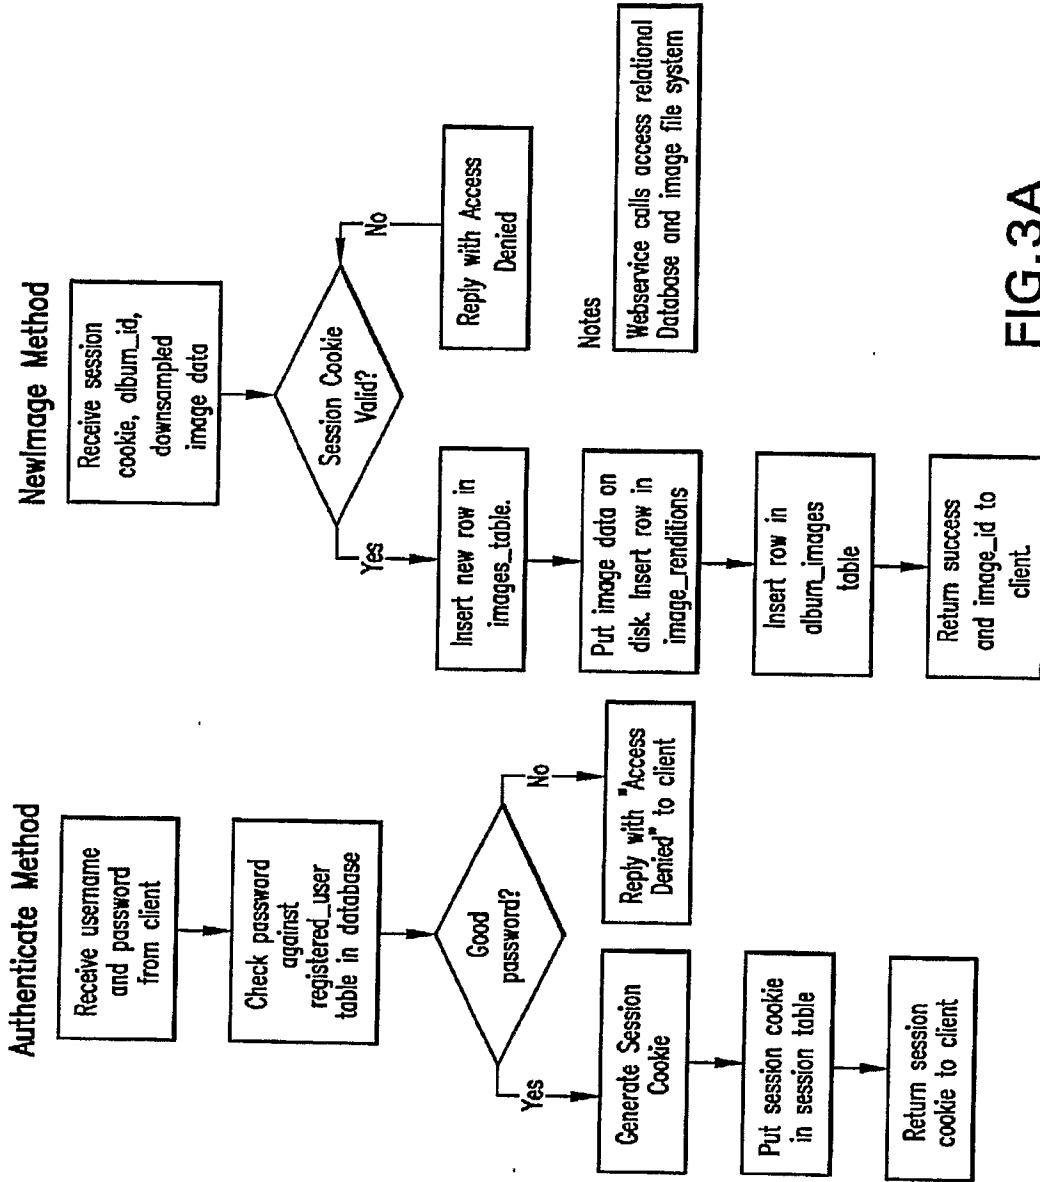 Authenticate Method
Receive username
and password
from client
Check password
against
registered_user
table in database
Good
password?
Yes
No
Generate Session
Cookie
Reply with "Access
Denied" to client
Put session cookie
in session table
Return session
cookie to client
NewImage Method
Receive session
cookie, album_id,
downsampled
image data
Session Cookie
Valid?
Yes
No
Insert new row in
images_table.
Reply with Access
Denied
Put image data on
disk. Insert row in
image_renditions
Insert row in
album_images
table
Return success
and image_id to
client.
Notes
Webservice calls access relational
Database and image file system
FIG.3A